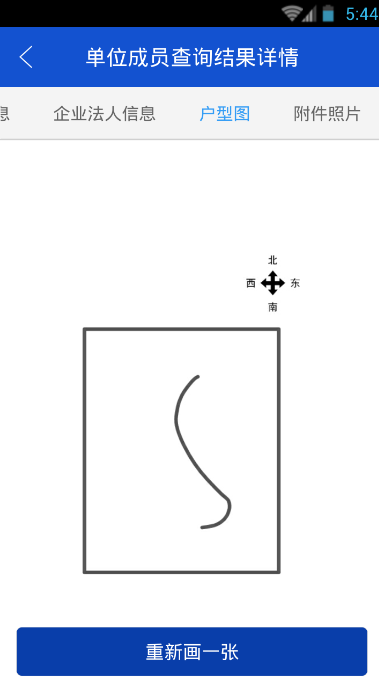 5:44
单位成员查询结果详情
息 企业法人信息 户型图 附件照片
北
西 东
南
重新画一张